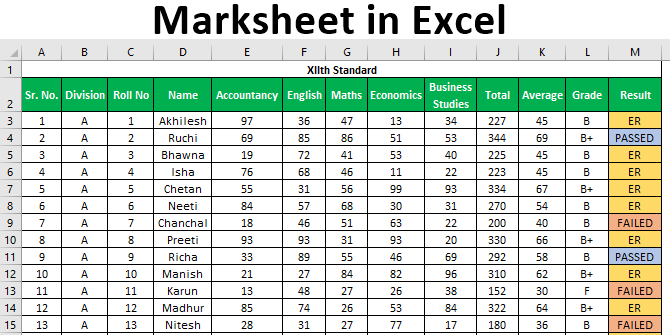 Marksheet in Excel
A B C D E F G H I J K L M
1 XIIth Standard
2 Sr. No. Division Roll No Name Accountancy English Maths Economics Business Studies Total Average Grade Result
3 1 A 1 Akhilesh 97 36 47 13 34 227 45 B ER
4 2 A 2 Ruchi 69 85 86 51 53 344 69 B+ PASSED
5 3 A 3 Bhawna 19 72 41 53 40 225 45 B ER
6 4 A 4 Isha 76 68 46 11 22 223 45 B ER
7 5 A 5 Chetan 55 31 56 99 93 334 67 B+ ER
8 6 A 6 Neeti 84 57 68 30 31 270 54 B ER
9 7 A 7 Chanchal 18 46 51 63 22 200 40 B FAILED
10 8 A 8 Preeti 93 93 31 93 20 330 66 B+ ER
11 9 A 9 Richa 33 89 55 46 69 292 58 B PASSED
12 10 A 10 Manish 21 27 84 82 96 310 62 B+ ER
13 11 A 11 Karun 13 48 27 26 38 152 30 F FAILED
14 12 A 12 Madhur 85 74 26 53 84 322 64 B+ ER
15 13 A 13 Nitesh 28 31 27 77 17 180 36 B FAILED